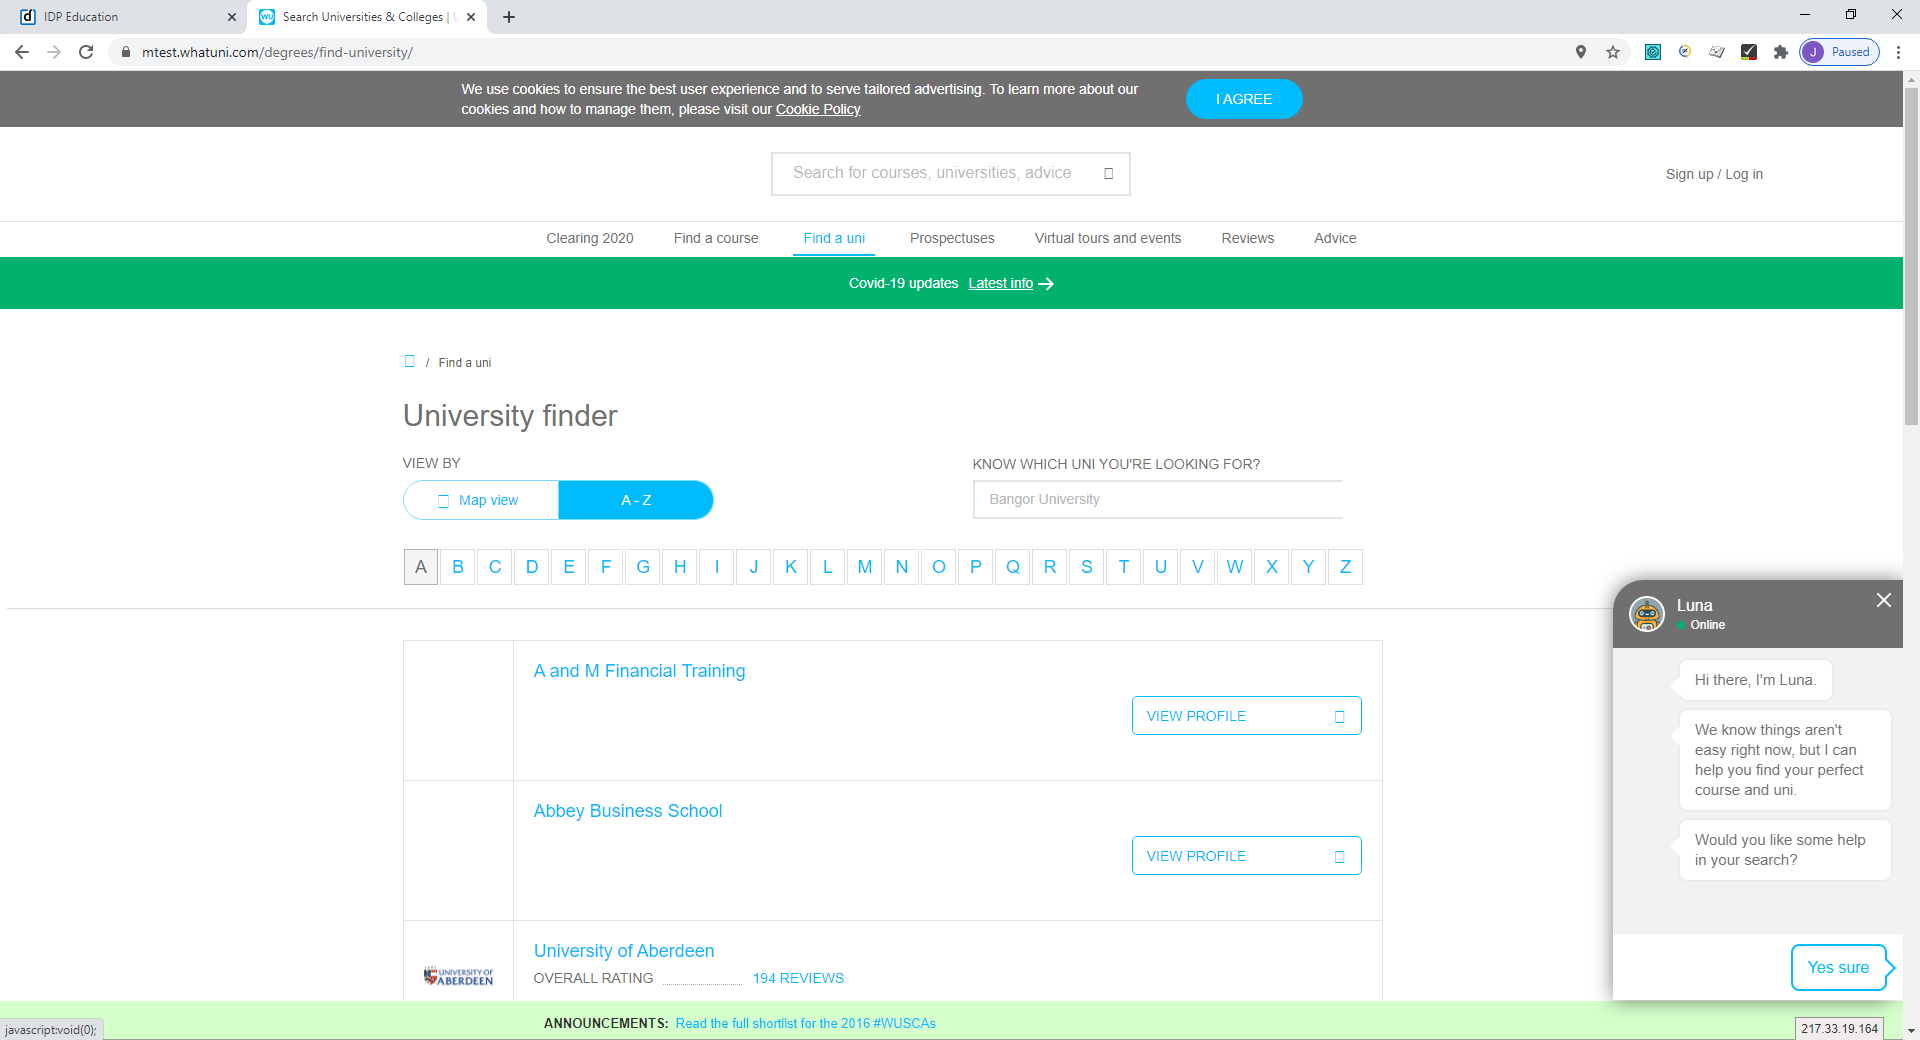 IDP Education
Search Universities & Colleges |
mtest.whatuni.com/degrees/find-university/
J Paused
We use cookies to ensure the best user experience and to serve tailored advertising. To learn more about our
cookies and how to manage them, please visit our Cookie Policy
I AGREE
Search for courses, universities, advice
Sign up / Log in
Clearing 2020 Find a course Find a uni Prospectuses Virtual tours and events Reviews Advice
Covid-19 updates Latest info
/ Find a uni
University finder
VIEW BY
KNOW WHICH UNI YOU'RE LOOKING FOR?
Map view A - Z
Bangor University
A B C D E F G H I J K L M N O P Q R S T U V W X Y Z
A and M Financial Training
VIEW PROFILE
Abbey Business School
VIEW PROFILE
University of Aberdeen
UNIVERSITY OF
ABERDEEN
OVERALL RATING 194 REVIEWS
Luna
Online
Hi there, I'm Luna.
We know things aren't
easy right now, but I can
help you find your perfect
course and uni.
Would you like some help
in your search?
Yes sure
ANNOUNCEMENTS: Read the full shortlist for the 2016 #WUSCAs
javascript:void(0);
217.33.19.164